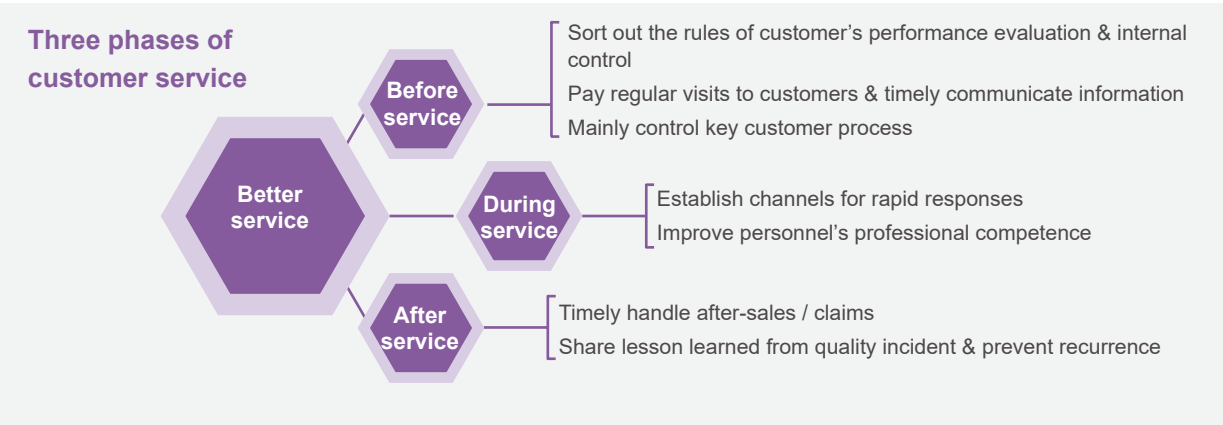 Three phases of
customer service
Better
service
Before
service
Sort out the rules of customer’s performance evaluation & internal
control
Pay regular visits to customers & timely communicate information
Mainly control key customer process
During
service
Establish channels for rapid responses
Improve personnel’s professional competence
After
service
Timely handle after-sales / claims
Share lesson learned from quality incident & prevent recurrence